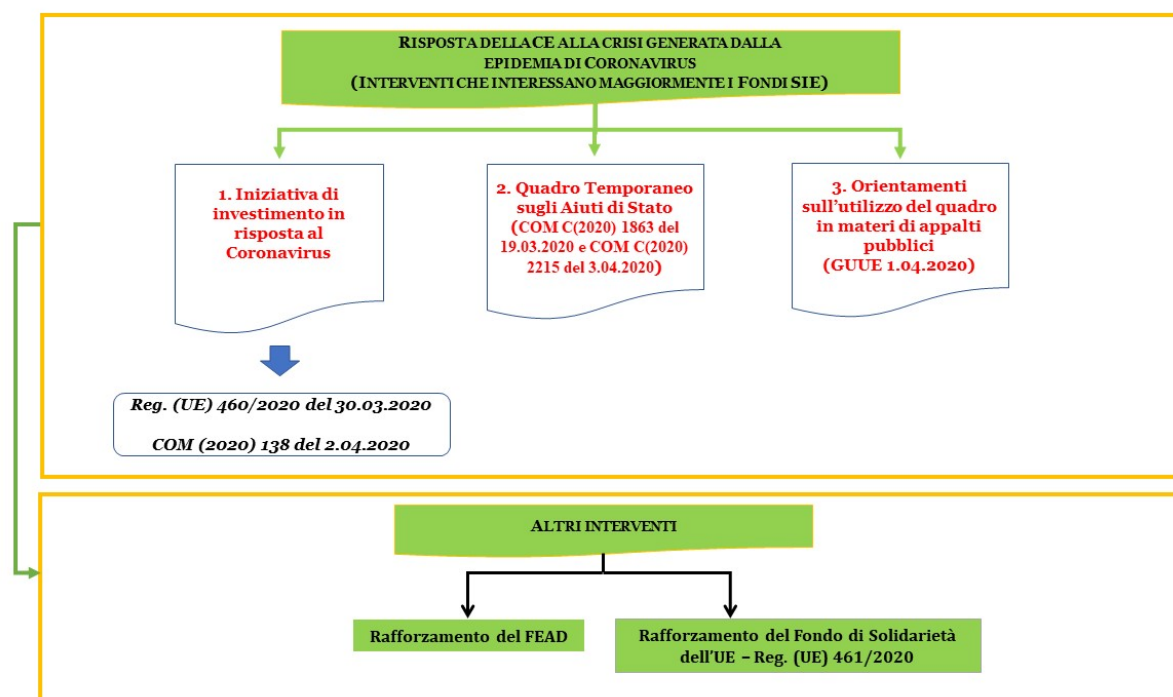 RISPOSTA DELLA CE ALLA CRISI GENERATA DALLA
EPIDEMIA DI CORONAVIRUS
(INTERVENTI CHE INTERESSANO MAGGIORMENTE I FONDI SIE)
1. Iniziativa di
investimento in
risposta al
Coronavirus
2. Quadro Temporaneo
sugli Aiuti di Stato
(COM C(2020) 1863 del
19.03.2020 e COM C(2020)
2215 del 3.04.2020)
3. Orientamenti
sull'utilizzo del quadro
in materi di appalti
pubblici
(GUUE 1.04.2020)
Reg. (UE) 460/2020 del 30.03.2020
COM (2020) 138 del 2.04.2020
ALTRI INTERVENTI
Rafforzamento del FEAD
Rafforzamento del Fondo di Solidarietà
dell'UE – Reg. (UE) 461/2020